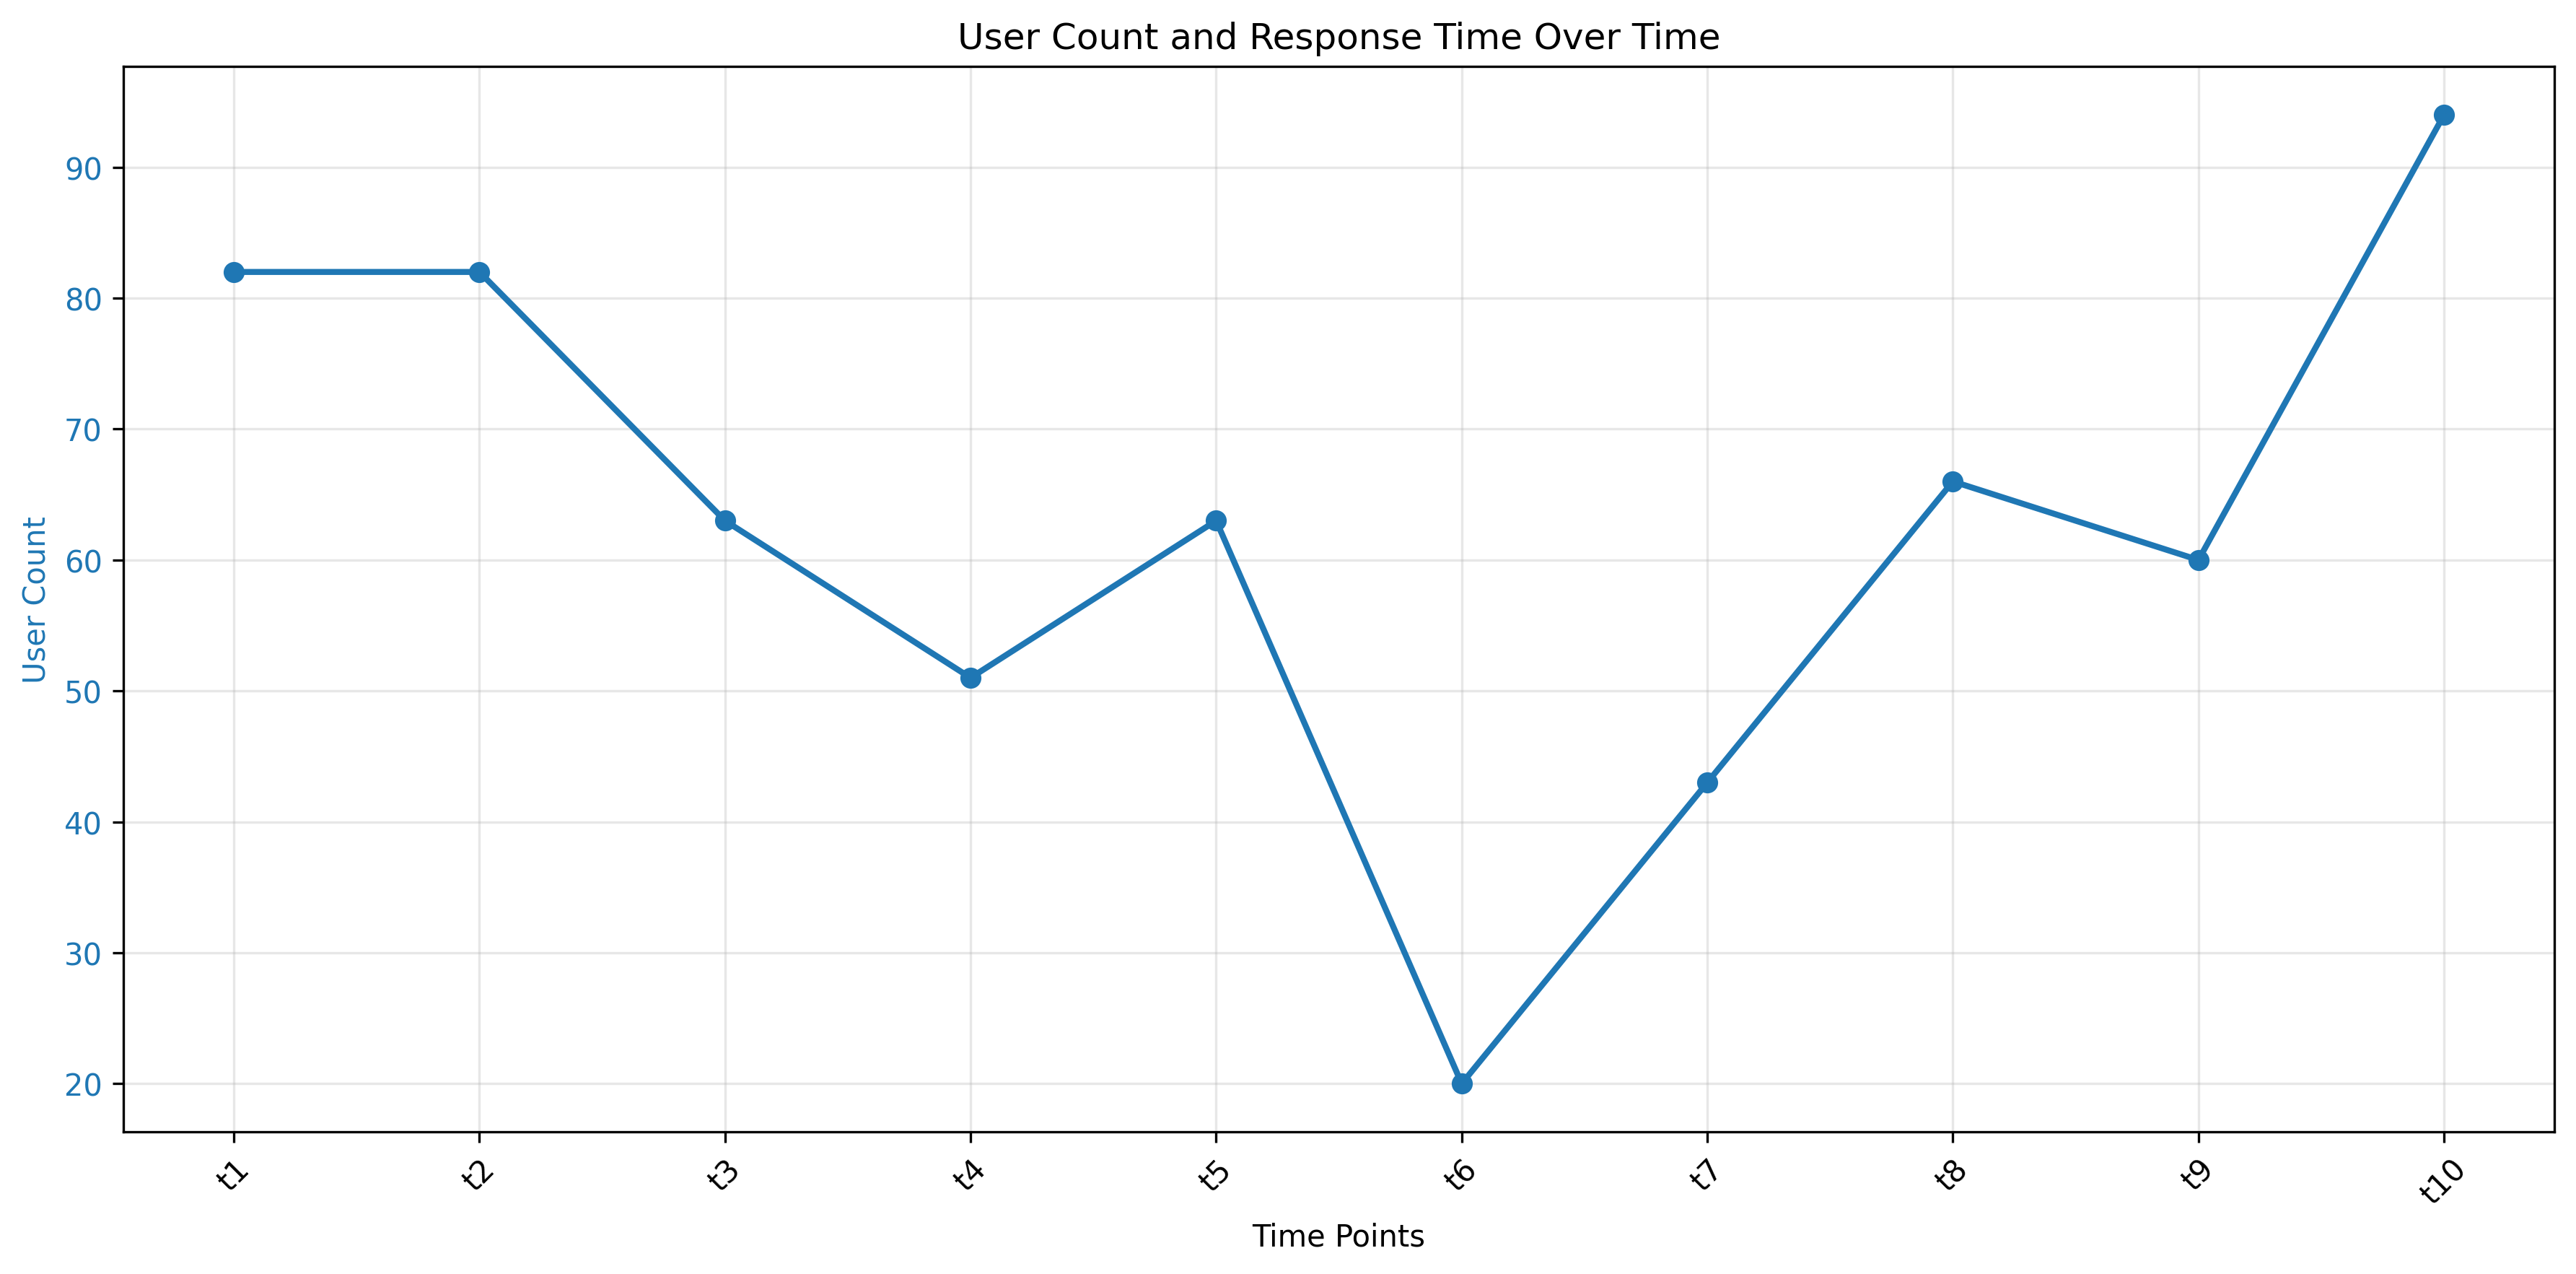 User Count and Response Time Over Time
User Count
90
80
70
60
50
40
30
20
t1
t2
t3
t4
t5
t6
t7
t8
t9
t10
Time Points